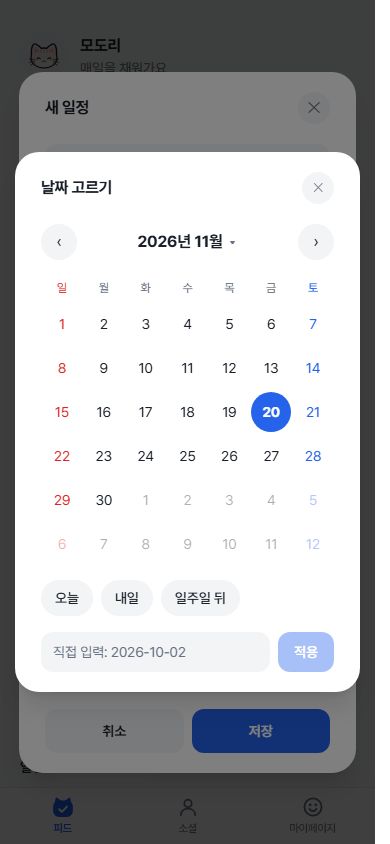 모도리
매일을 채워가요
새 일정
날짜 고르기
‹ 2026년 11월 ›
일 월 화 수 목 금 토
1 2 3 4 5 6 7
8 9 10 11 12 13 14
15 16 17 18 19 20 21
22 23 24 25 26 27 28
29 30 1 2 3 4 5
6 7 8 9 10 11 12
오늘 내일 일주일 뒤
직접 입력: 2026-10-02 적용
취소 저장
피드 소셜 마이페이지